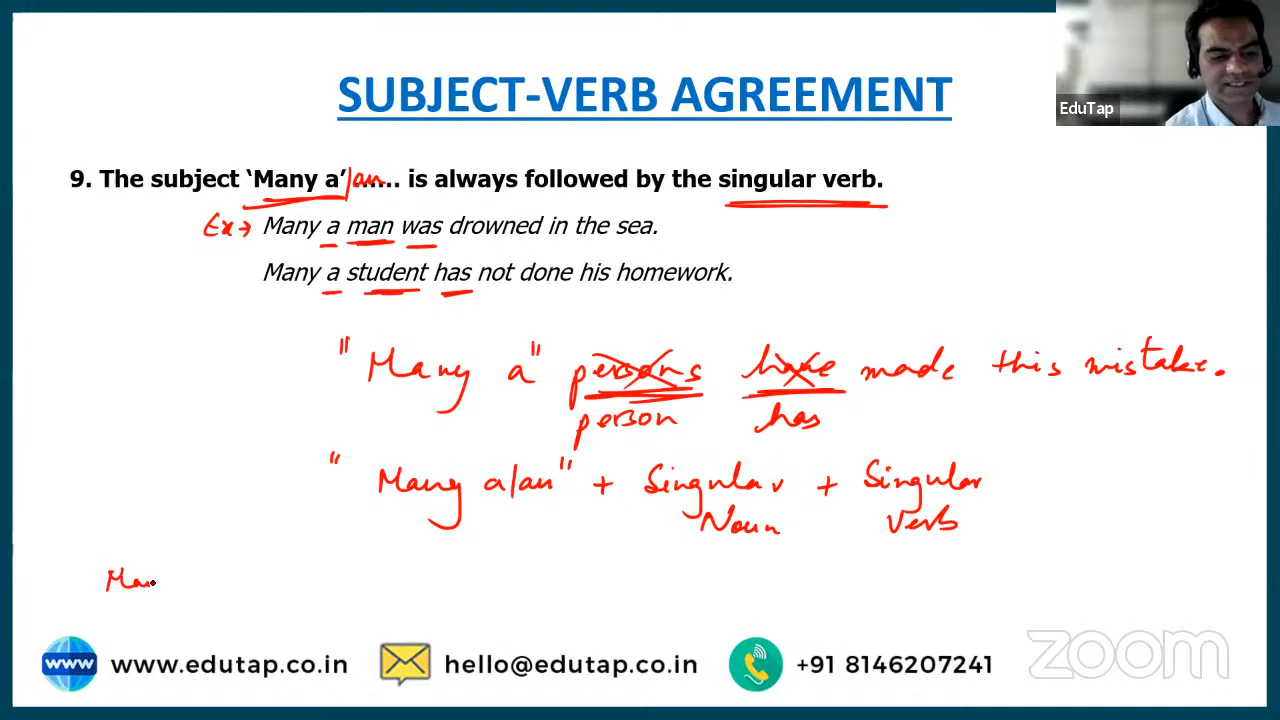 SUBJECT-VERB AGREEMENT
EduTap
9. The subject ‘Many a’/an..... is always followed by the singular verb.
Ex→ Many a man was drowned in the sea.
Many a student has not done his homework.
"Many a" persons have made this mistake.
person has
"Many a/an" + Singular + Singular
Noun Verb
Man
www www.edutap.co.in hello@edutap.co.in +91 8146207241 zoom